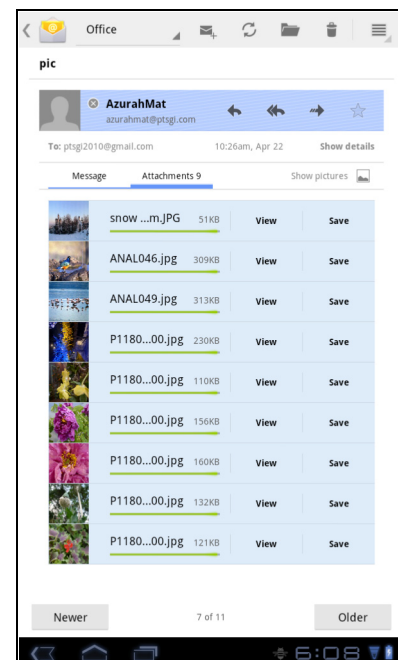 Office
pic
AzurahMat
azurahmat@ptsgi.com
To: ptsgi2010@gmail.com 10:26am, Apr 22 Show details
Message Attachments 9 Show pictures
snow ...m.JPG 51KB View Save
ANAL046.jpg 309KB View Save
ANAL049.jpg 313KB View Save
P1180...00.jpg 230KB View Save
P1180...00.jpg 110KB View Save
P1180...00.jpg 156KB View Save
P1180...00.jpg 160KB View Save
P1180...00.jpg 132KB View Save
P1180...00.jpg 121KB View Save
Newer 7 of 11 Older
6:08